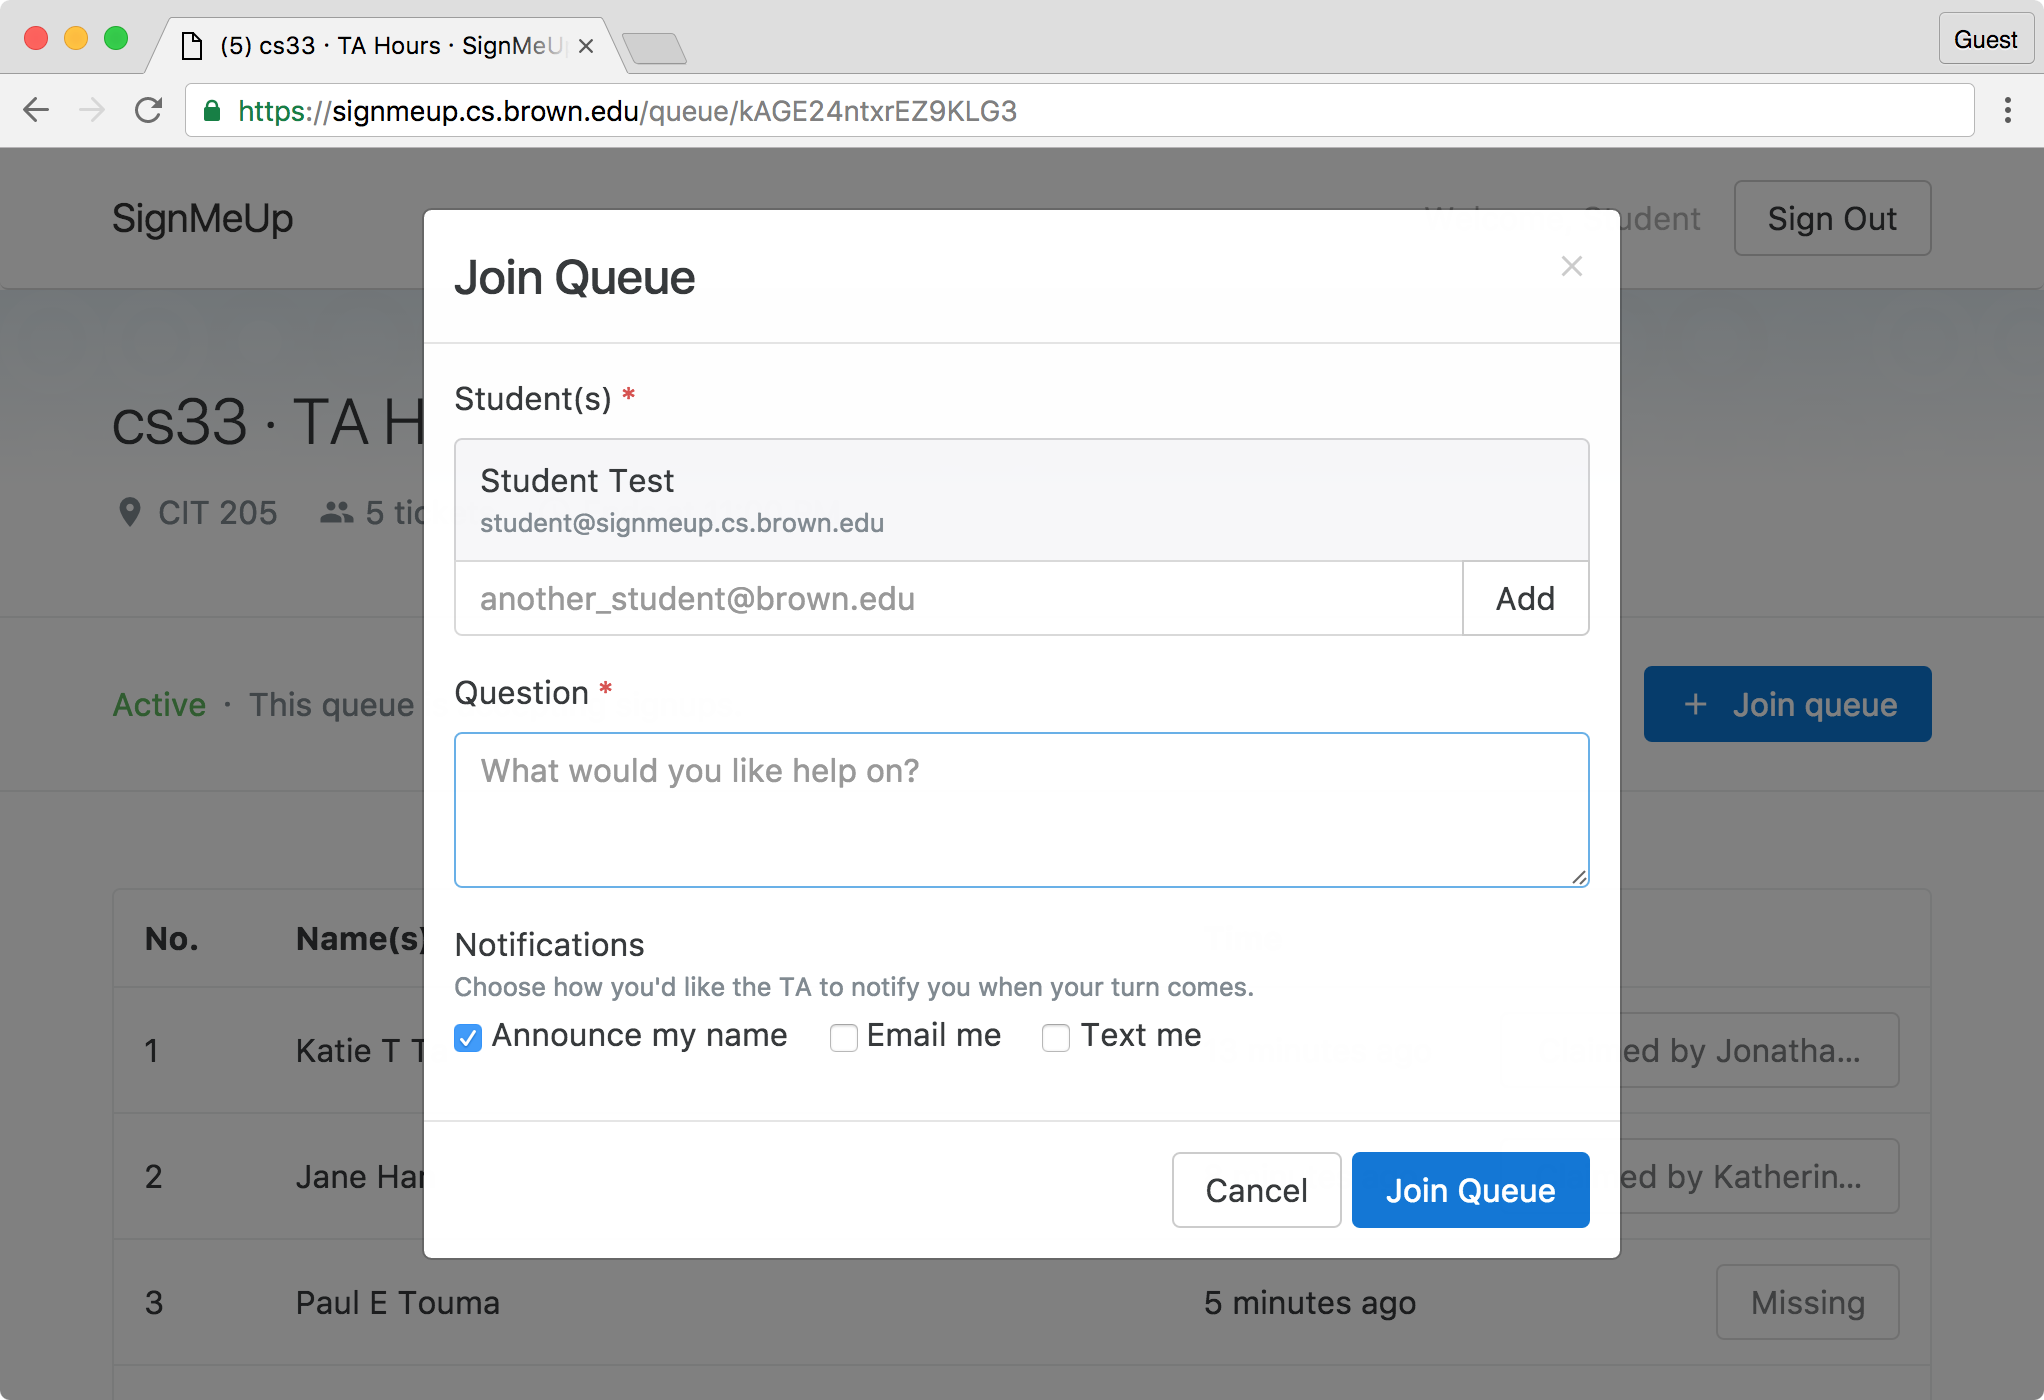 (5) cs33 · TA Hours · SignMeU
Guest
https://signmeup.cs.brown.edu/queue/kAGE24ntxrEZ9KLG3
SignMeUp
Sign Out
Join Queue
cs33 · TA H
CIT 205
5 tic
Student(s) *
Student Test
student@signmeup.cs.brown.edu
another_student@brown.edu
Add
Active · This queue
Join queue
Question *
What would you like help on?
No.
Name(s)
Notifications
Choose how you'd like the TA to notify you when your turn comes.
Announce my name
Email me
Text me
1
Katie T T
ed by Jonatha...
2
Jane Har
ed by Katherin...
Cancel
Join Queue
3
Paul E Touma
5 minutes ago
Missing